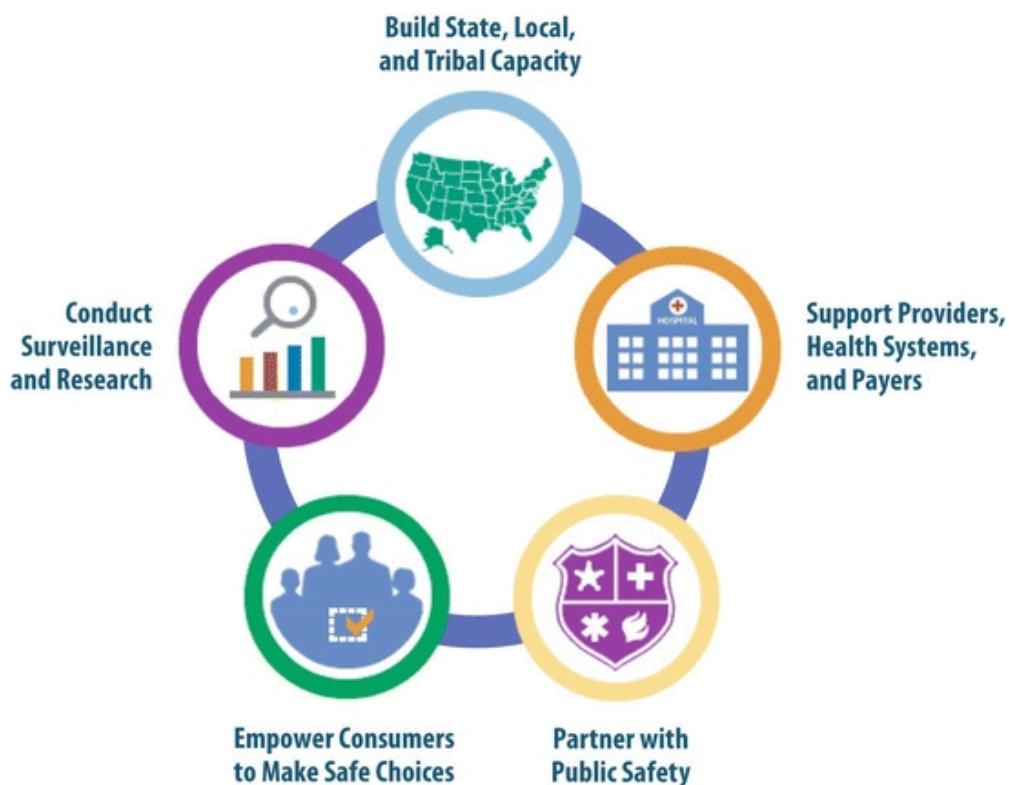 Build State, Local,
and Tribal Capacity
Conduct
Surveillance
and Research
HOSPITAL
Support Providers,
Health Systems,
and Payers
Empower Consumers
to Make Safe Choices
Partner with
Public Safety